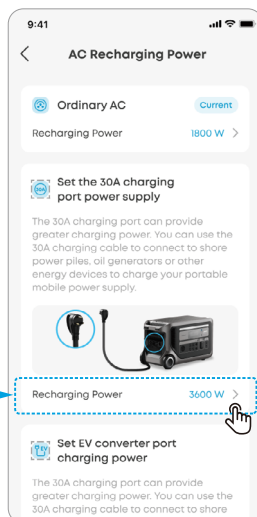 9:41
AC Recharging Power
Ordinary AC
Current
Recharging Power 1800 W
30A
Set the 30A charging
port power supply
The 30A charging port can provide
greater charging power. You can use the
30A charging cable to connect to shore
power piles, oil generators or other
energy devices to charge your portable
mobile power supply.
Recharging Power 3600 W
EV
Set EV converter port
charging power
The 30A charging port can provide
greater charging power. You can use the
30A charging cable to connect to shore